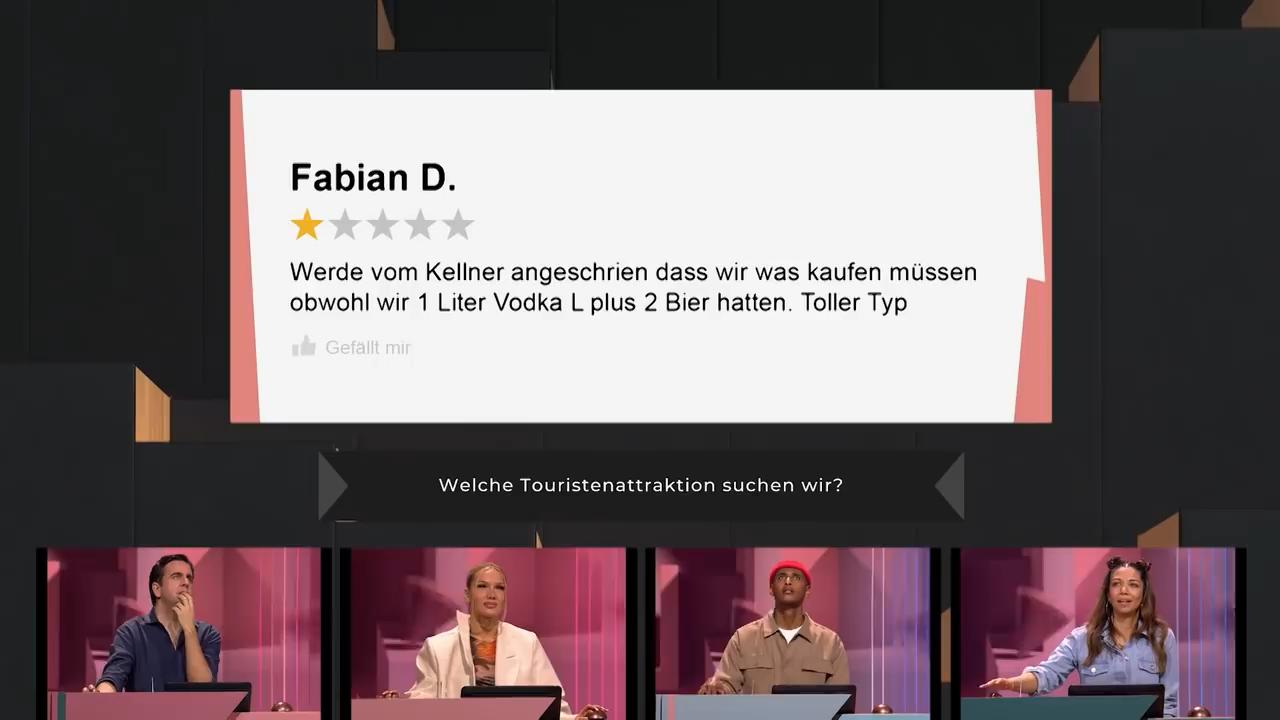 Fabian D.
Werde vom Kellner angeschrien dass wir was kaufen müssen
obwohl wir 1 Liter Vodka L plus 2 Bier hatten. Toller Typ
Gefällt mir
Welche Touristenattraktion suchen wir?